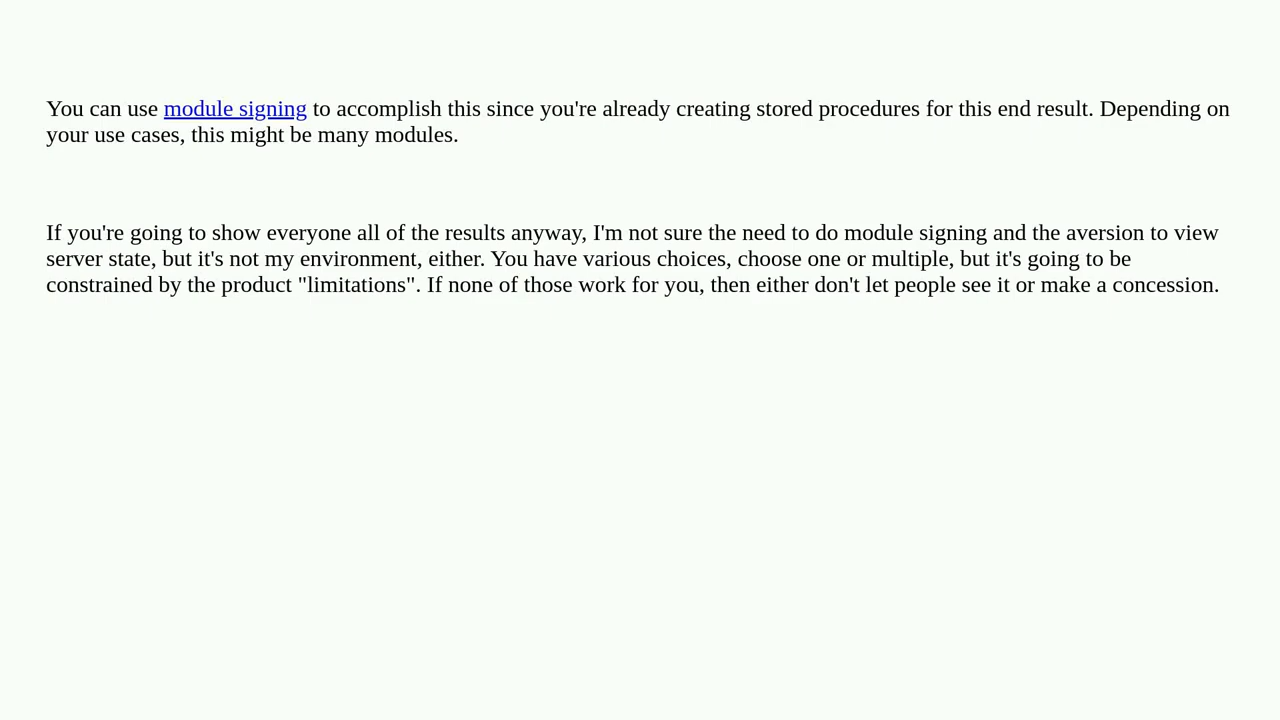 You can use module signing to accomplish this since you're already creating stored procedures for this end result. Depending on
your use cases, this might be many modules.
If you're going to show everyone all of the results anyway, I'm not sure the need to do module signing and the aversion to view
server state, but it's not my environment, either. You have various choices, choose one or multiple, but it's going to be
constrained by the product "limitations". If none of those work for you, then either don't let people see it or make a concession.